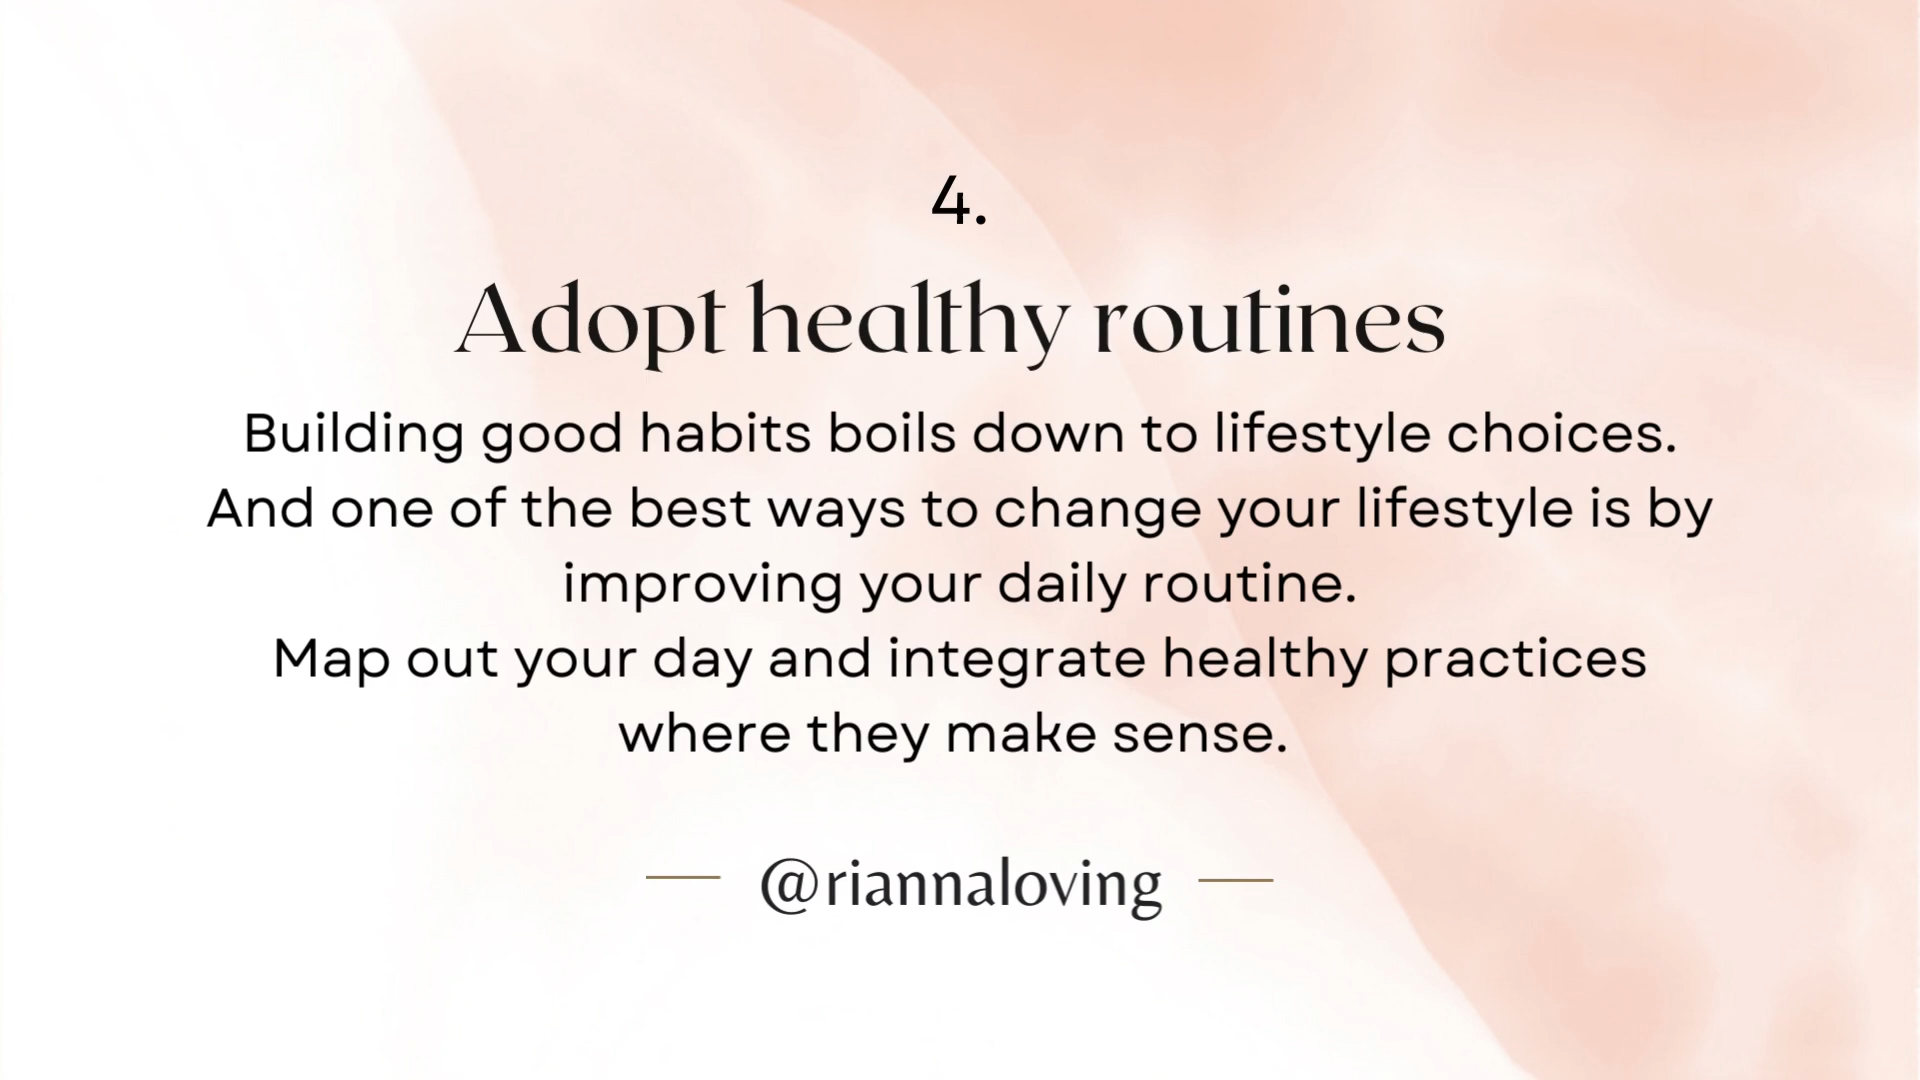 4.
Adopt healthy routines
Building good habits boils down to lifestyle choices.
And one of the best ways to change your lifestyle is by
improving your daily routine.
Map out your day and integrate healthy practices
where they make sense.
@riannaloving